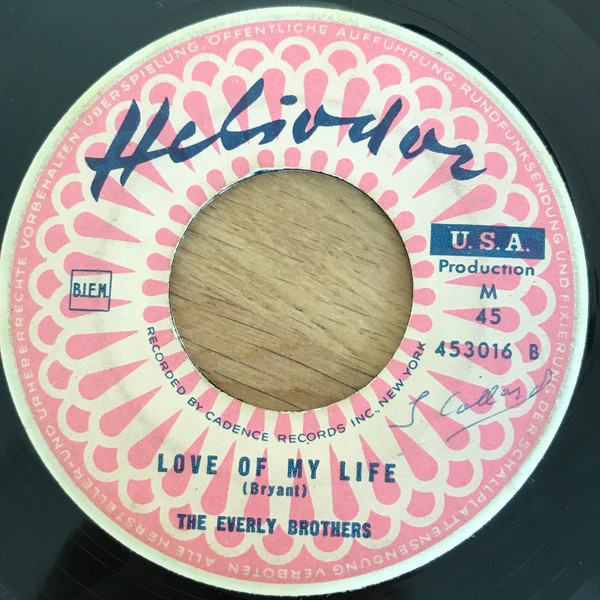 Heliodor
ALLE HERSTELLER- UND URHEBERRECHTE VORBEHALTEN · ÜBERSPIELUNG, ÖFFENTLICHE AUFFÜHRUNG, RUNDFUNKSENDUNG UND FIXIERUNG DER SCHALLPLATTENSENDUNG VERBOTEN
U.S.A.
Production
B.I.E.M.
M
45
453016 B
RECORDED BY CADENCE RECORDS INC., NEW YORK
LOVE OF MY LIFE
(Bryant)
THE EVERLY BROTHERS